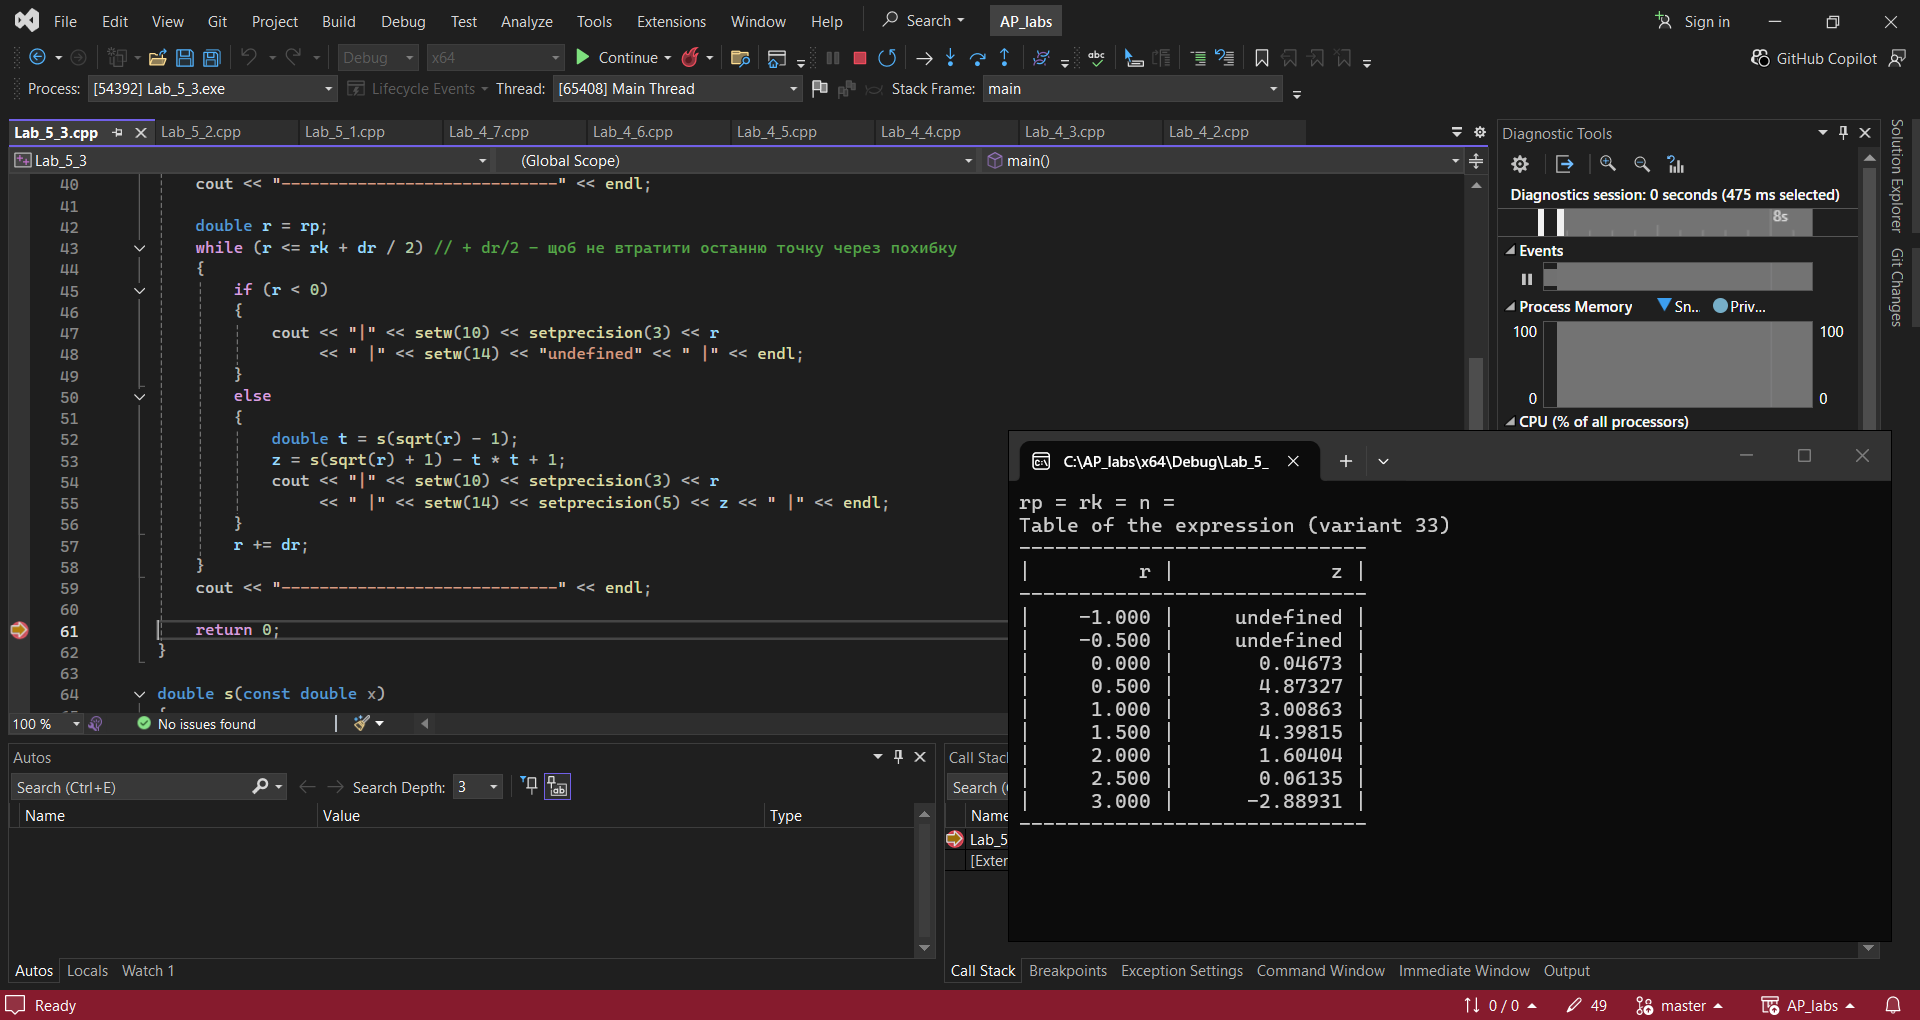 File Edit View Git Project Build Debug Test Analyze Tools Extensions Window Help Search AP_labs Sign in
Debug x64 Continue abc GitHub Copilot
Process: [54392] Lab_5_3.exe Lifecycle Events Thread: [65408] Main Thread Stack Frame: main
Lab_5_3.cpp Lab_5_2.cpp Lab_5_1.cpp Lab_4_7.cpp Lab_4_6.cpp Lab_4_5.cpp Lab_4_4.cpp Lab_4_3.cpp Lab_4_2.cpp
Lab_5_3 (Global Scope) main()
40 cout << "-----------------------------" << endl;
41
42 double r = rp;
43 while (r <= rk + dr / 2) // + dr/2 - щоб не втратити останню точку через похибку
44 {
45 if (r < 0)
46 {
47 cout << "|" << setw(10) << setprecision(3) << r
48 << " |" << setw(14) << "undefined" << " |" << endl;
49 }
50 else
51 {
52 double t = s(sqrt(r) - 1);
53 z = s(sqrt(r) + 1) - t * t + 1;
54 cout << "|" << setw(10) << setprecision(3) << r
55 << " |" << setw(14) << setprecision(5) << z << " |" << endl;
56 }
57 r += dr;
58 }
59 cout << "-----------------------------" << endl;
60
61 return 0;
62 }
63
64 double s(const double x)
100 % No issues found
Diagnostic Tools
Diagnostics session: 0 seconds (475 ms selected)
8s
Events
Process Memory Sn... Priv...
100 100
0 0
CPU (% of all processors)
Solution Explorer
Git Changes
C:\AP_labs\x64\Debug\Lab_5_
rp = rk = n =
Table of the expression (variant 33)
-----------------------------
| r | z |
-----------------------------
| -1.000 | undefined |
| -0.500 | undefined |
| 0.000 | 0.04673 |
| 0.500 | 4.87327 |
| 1.000 | 3.00863 |
| 1.500 | 4.39815 |
| 2.000 | 1.60404 |
| 2.500 | 0.06135 |
| 3.000 | -2.88931 |
-----------------------------
Autos
Search (Ctrl+E) Search Depth: 3
Name Value Type
Autos Locals Watch 1
Call Stac
Search (
Name
Lab_5
[Exter
Call Stack Breakpoints Exception Settings Command Window Immediate Window Output
Ready 0 / 0 49 master AP_labs